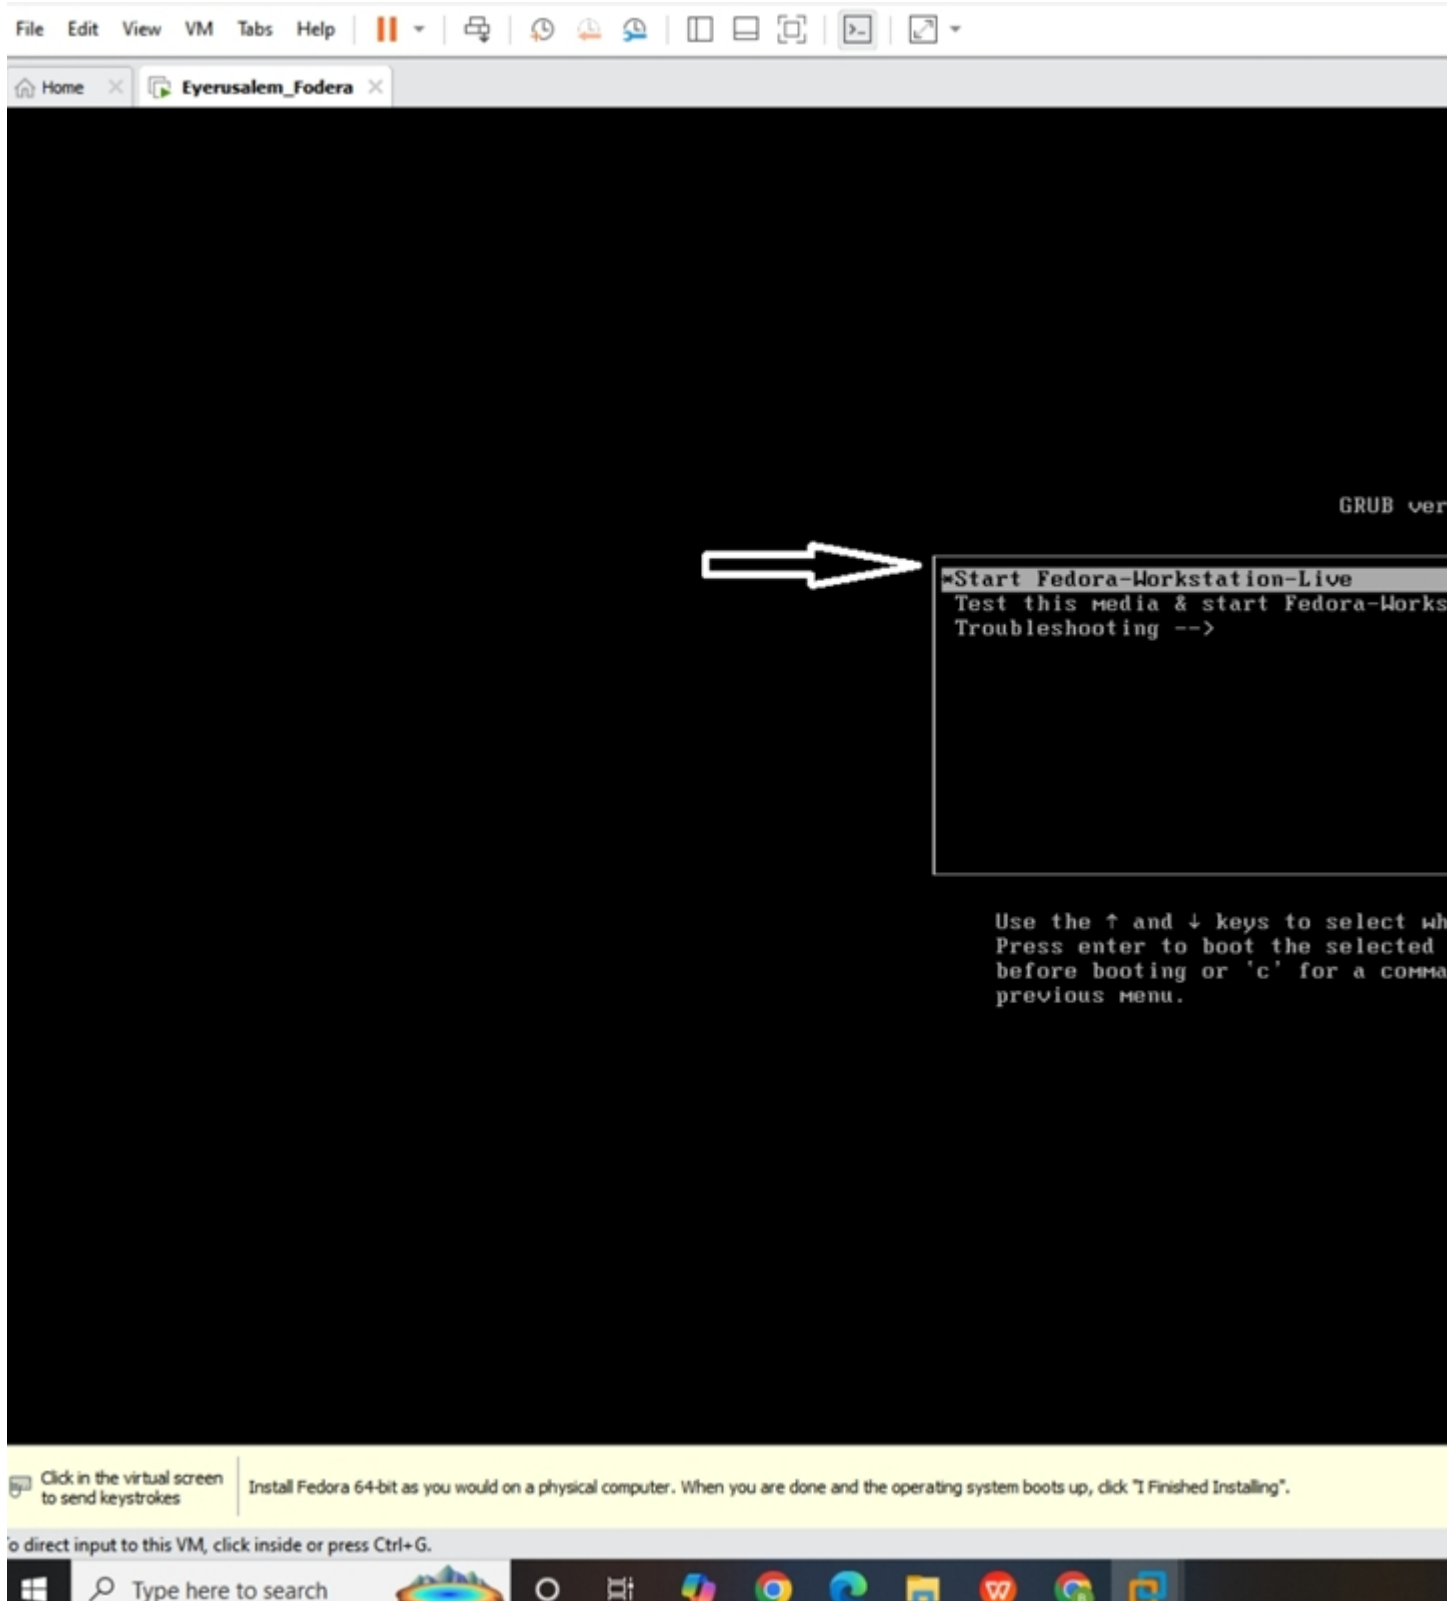 File Edit View VM Tabs Help
Home Eyerusalem_Fodera
GRUB ver
*Start Fedora-Workstation-Live
Test this media & start Fedora-Works
Troubleshooting -->
Use the ↑ and ↓ keys to select wh
Press enter to boot the selected
before booting or 'c' for a comma
previous menu.
Click in the virtual screen
to send keystrokes
Install Fedora 64-bit as you would on a physical computer. When you are done and the operating system boots up, click "I Finished Installing".
o direct input to this VM, click inside or press Ctrl+G.
Type here to search